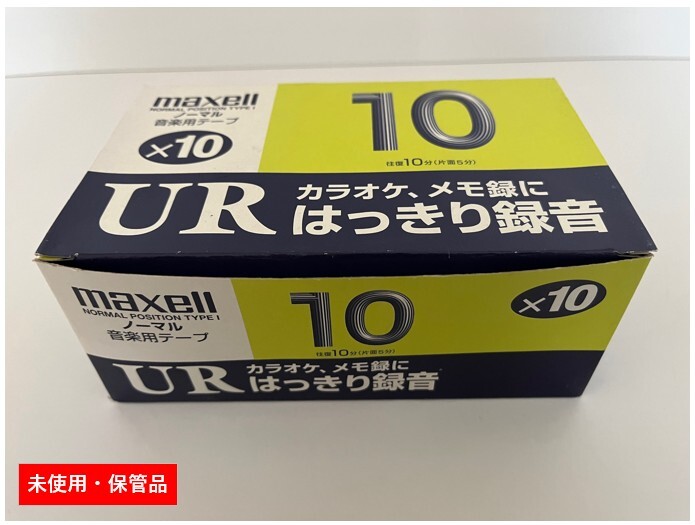 maxell
NORMAL POSITION TYPE I
ノーマル
音楽用テープ
×10
10
往復10分(片面5分)
UR
カラオケ、メモ録に
はっきり録音
maxell
NORMAL POSITION TYPE I
ノーマル
音楽用テープ
10
往復10分(片面5分)
×10
UR
カラオケ、メモ録に
はっきり録音
未使用・保管品